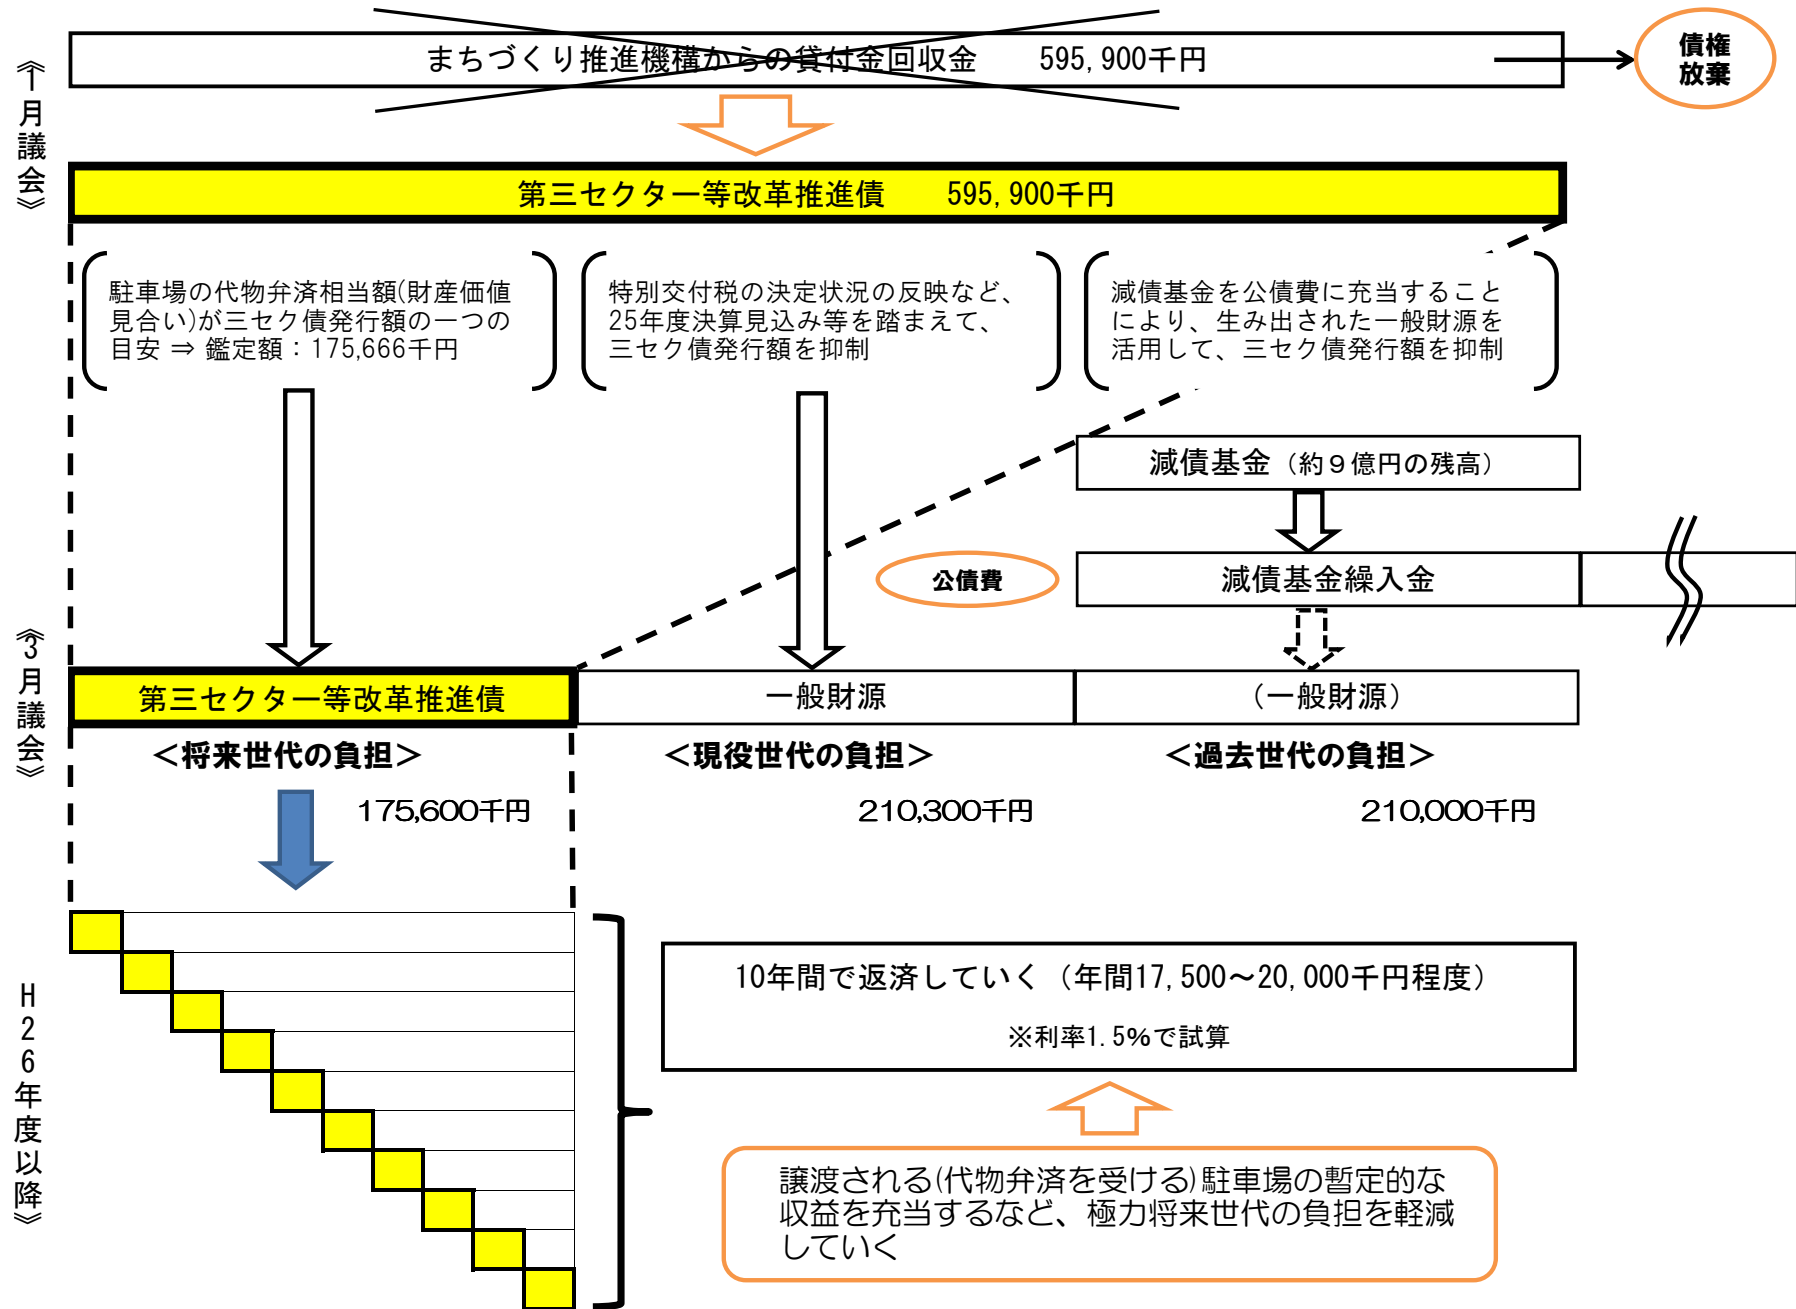 《1月議会》
まちづくり推進機構からの貸付金回収金　595,900千円
債権
放棄
第三セクター等改革推進債　595,900千円
駐車場の代物弁済相当額(財産価値
見合い)が三セク債発行額の一つの
目安 ⇒ 鑑定額：175,666千円
特別交付税の決定状況の反映など、
25年度決算見込み等を踏まえて、
三セク債発行額を抑制
減債基金を公債費に充当すること
により、生み出された一般財源を
活用して、三セク債発行額を抑制
減債基金（約９億円の残高）
公債費
減債基金繰入金
《3月議会》
第三セクター等改革推進債
一般財源
（一般財源）
＜将来世代の負担＞
＜現役世代の負担＞
＜過去世代の負担＞
175,600千円
210,300千円
210,000千円
H26年度以降》
10年間で返済していく（年間17,500～20,000千円程度）
※利率1.5%で試算
譲渡される(代物弁済を受ける)駐車場の暫定的な
収益を充当するなど、極力将来世代の負担を軽減
していく